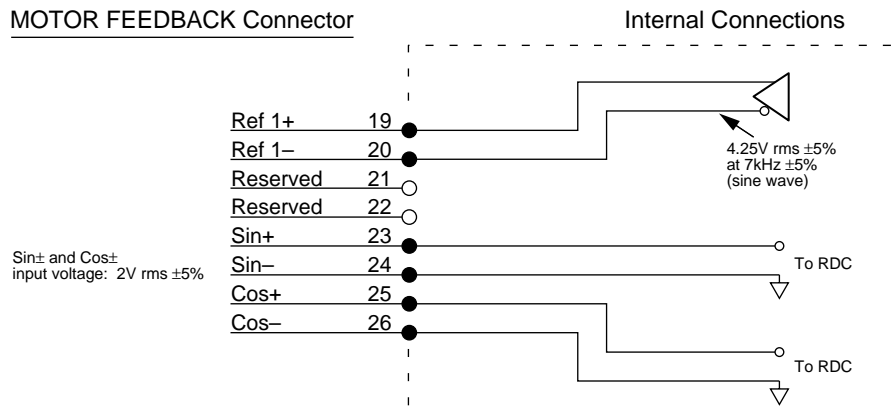 MOTOR FEEDBACK Connector
Internal Connections
Ref 1+ 19
Ref 1– 20
Reserved 21
Reserved 22
Sin+ 23
Sin– 24
Cos+ 25
Cos– 26
4.25V rms ±5%
at 7kHz ±5%
(sine wave)
Sin± and Cos±
input voltage: 2V rms ±5%
To RDC
To RDC